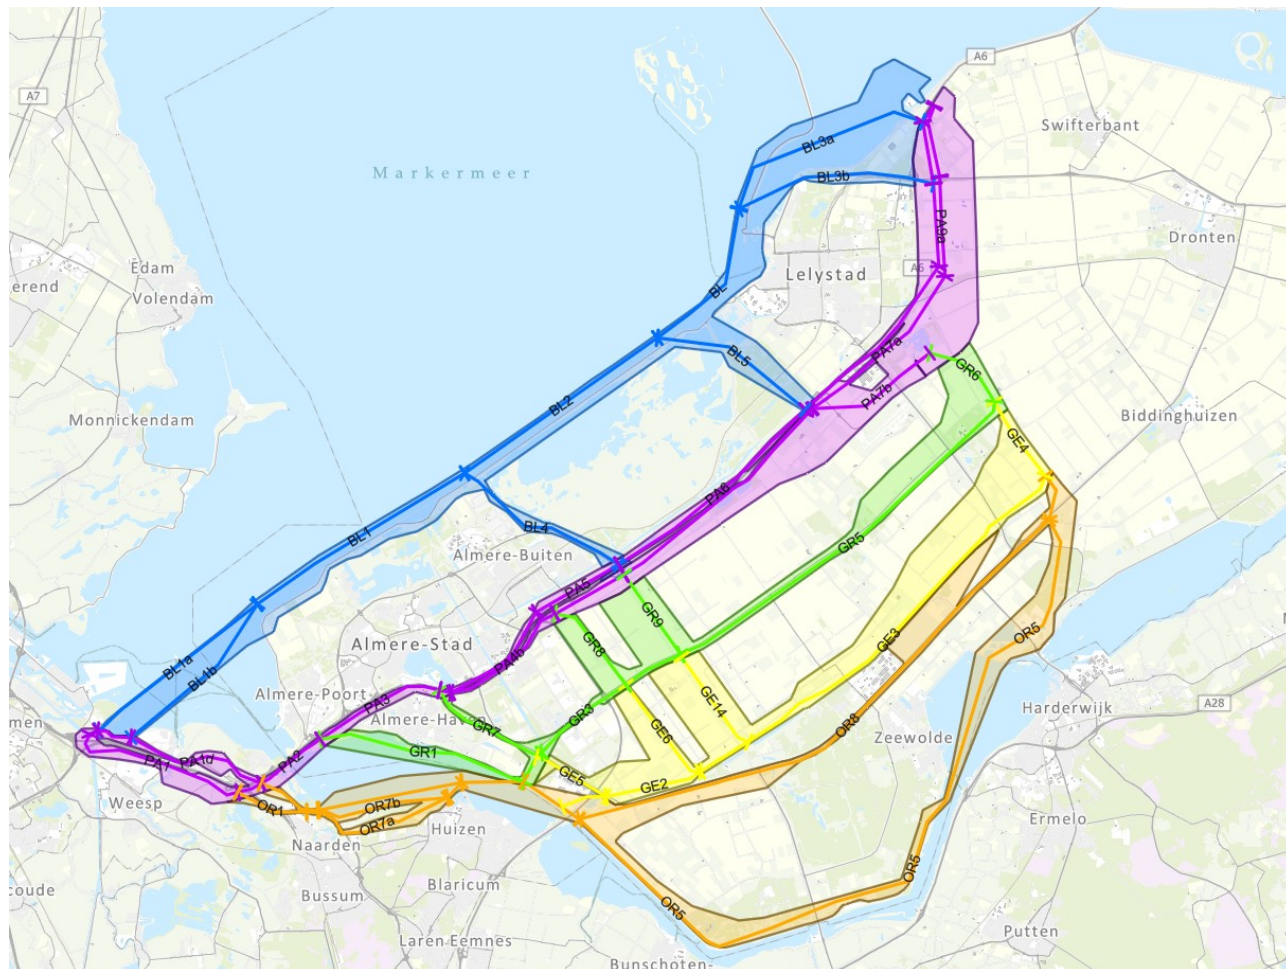 A6
A7
Swifterbant
BL3a
Markermeer
BL3b
PA9a
Dronten
Edam
Volendam
erend
Lelystad
A6
BL
PA7a
BL5
GR6
PA7b
BL2
Monnickendam
Biddinghuizen
GE4
PA6
BL4
BL1
Almere-Buiten
GR5
PA5
GR9
Almere-Stad
GR8
PA4b
GE3
OR5
BL1a
BL1b
Almere-Poort
PA3
Harderwijk
A28
men
Almere-Haven
GR7
GR3
GE14
OR8
Zeewolde
GR1
GE6
PA1
PA1d
PA2
Weesp
GE5
GE2
OR1
OR7b
OR7a
Huizen
Ermelo
Naarden
oude
Bussum
Blaricum
OR5
OR5
Putten
Laren
Eemnes
Bunschoten-